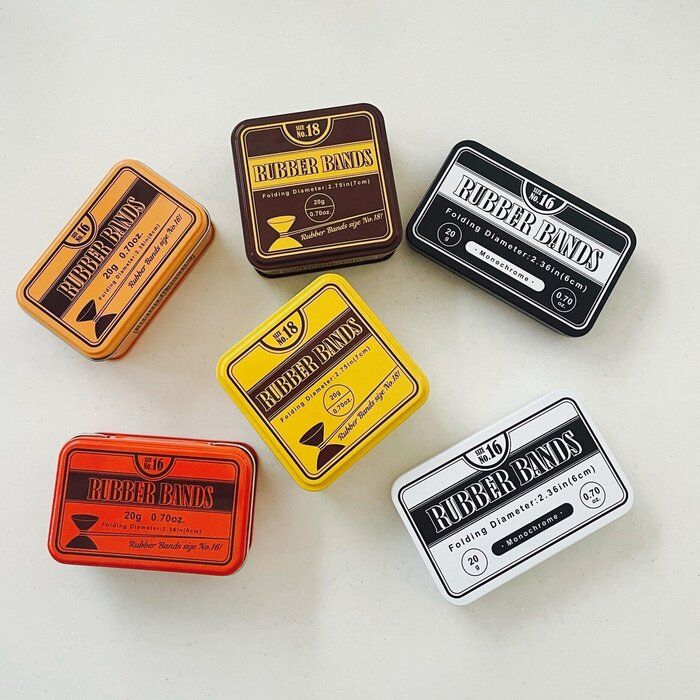 SIZE
No.18
RUBBER BANDS
Folding Diameter:2.75in(7cm)
20g
0.70oz.
Rubber Bands size No.18!
SIZE
No.16
RUBBER BANDS
Folding Diameter:2.36in(6cm)
20
g
· Monochrome ·
0.70
oz.
SIZE
No.16
RUBBER BANDS
20g 0.70oz.
Folding Diameter:2.36in(6cm)
Rubber Bands size No.16!
SIZE
No.18
RUBBER BANDS
Folding Diameter:2.75in(7cm)
20g
0.70oz.
Rubber Bands size No.18!
SIZE
No.16
RUBBER BANDS
20g 0.70oz.
Folding Diameter:2.36in(6cm)
Rubber Bands size No.16!
SIZE
No.16
RUBBER BANDS
Folding Diameter:2.36in(6cm)
20
g
· Monochrome ·
0.70
oz.